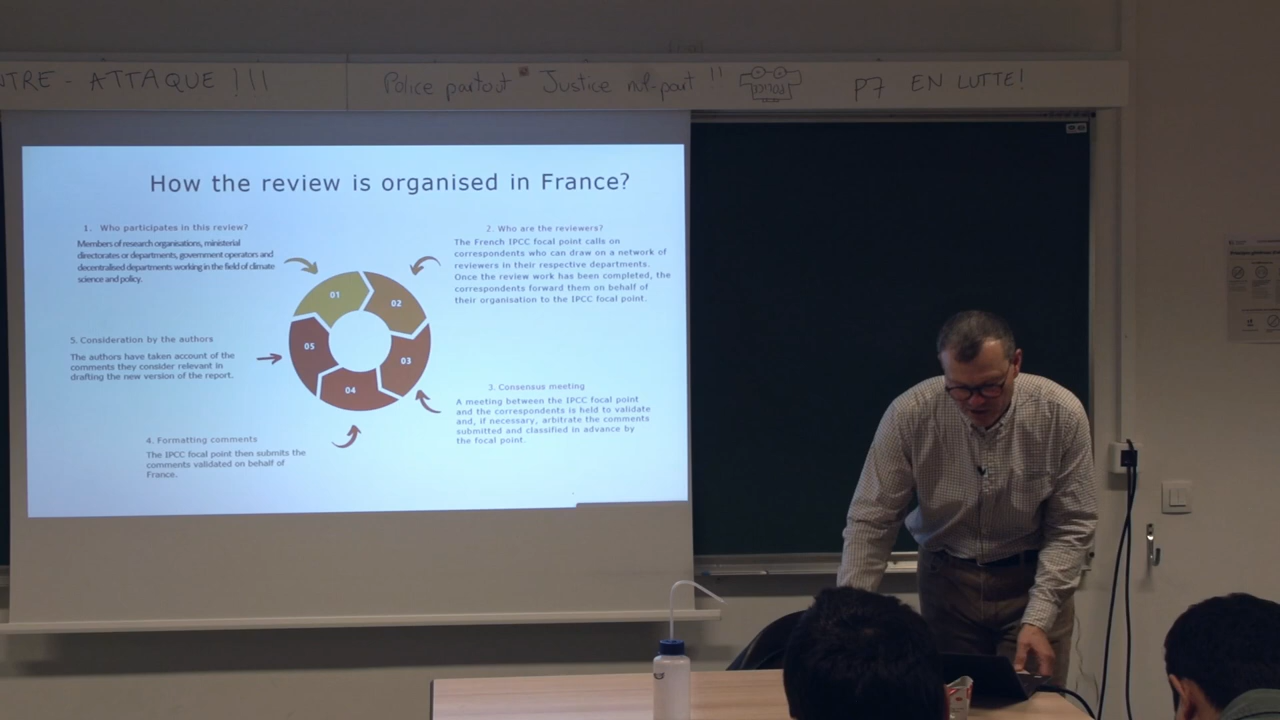 NTRE - ATTAQUE !!!
Police partout Justice nul-part !!
P7 EN LUTTE!
How the review is organised in France?
1. Who participates in this review?
Members of research organisations, ministerial
directorates or departments, government operators and
decentralised departments working in the field of climate
science and policy.
2. Who are the reviewers?
The French IPCC focal point calls on
correspondents who can draw on a network of
reviewers in their respective departments.
Once the review work has been completed, the
correspondents forward them on behalf of
their organisation to the IPCC focal point.
01
02
03
04
05
5. Consideration by the authors
The authors have taken account of the
comments they consider relevant in
drafting the new version of the report.
3. Consensus meeting
A meeting between the IPCC focal point
and the correspondents is held to validate
and, if necessary, arbitrate the comments
submitted and classified in advance by
the focal point.
4. Formatting comments
The IPCC focal point then submits the
comments validated on behalf of
France.